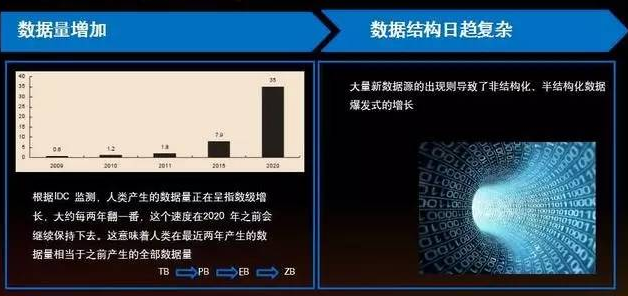 数据量增加
数据结构日趋复杂
40
35
30
25
20
15
10
5
0
0.8
1.2
1.8
7.9
35
2009
2010
2011
2015
2020
根据IDC 监测，人类产生的数据量正在呈指数级增
长，大约每两年翻一番，这个速度在2020 年之前会
继续保持下去。这意味着人类在最近两年产生的数
据量相当于之前产生的全部数据量
TB PB EB ZB
大量新数据源的出现则导致了非结构化、半结构化数据
爆发式的增长